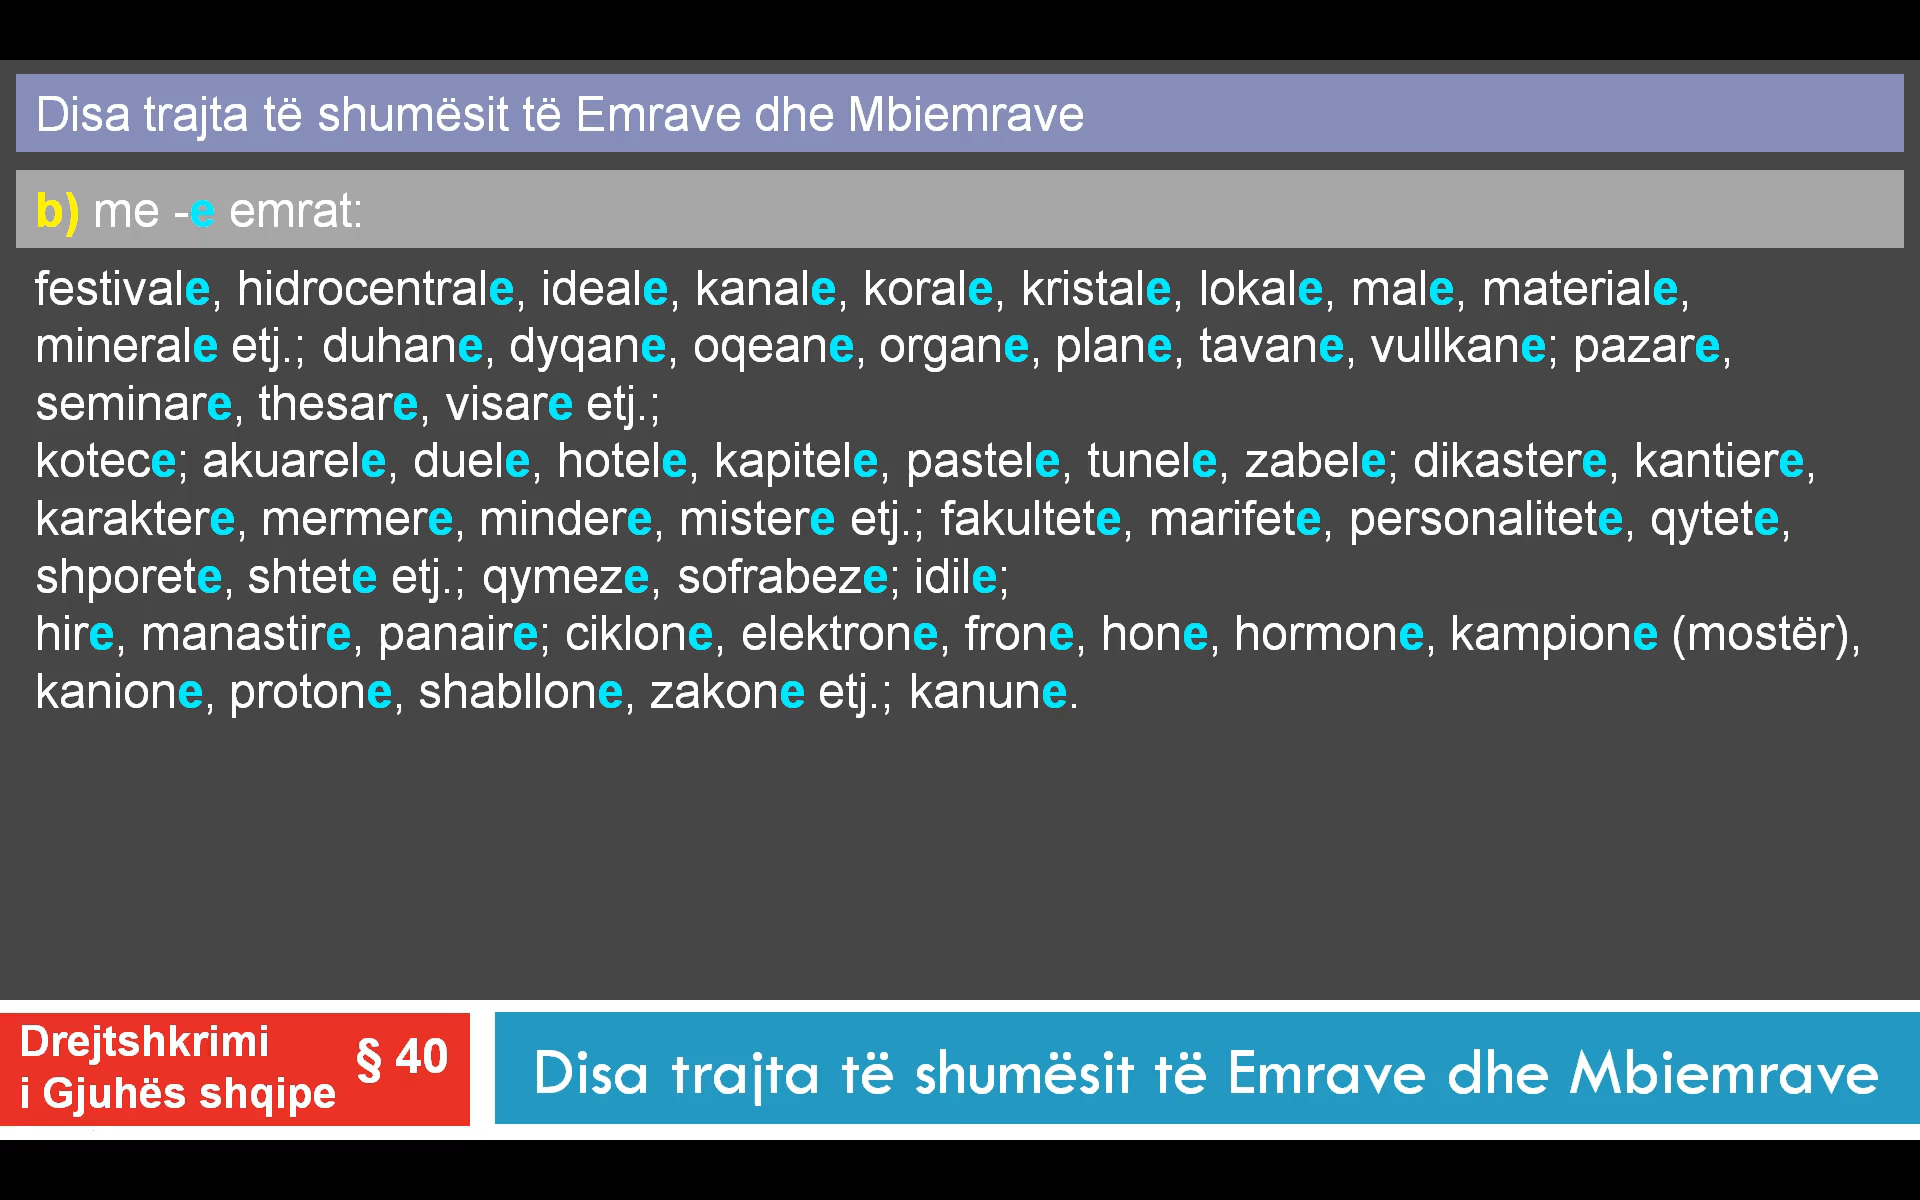 Disa trajta të shumësit të Emrave dhe Mbiemrave
b) me -e emrat:
festivale, hidrocentrale, ideale, kanale, korale, kristale, lokale, male, materiale,
minerale etj.; duhane, dyqane, oqeane, organe, plane, tavane, vullkane; pazare,
seminare, thesare, visare etj.;
kotece; akuarele, duele, hotele, kapitele, pastele, tunele, zabele; dikastere, kantiere,
karaktere, mermere, mindere, mistere etj.; fakultete, marifete, personalitete, qytete,
shporete, shtete etj.; qymeze, sofrabeze; idile;
hire, manastire, panaire; ciklone, elektrone, frone, hone, hormone, kampione (mostër),
kanione, protone, shabllone, zakone etj.; kanune.
Drejtshkrimi
i Gjuhës shqipe
§ 40
Disa trajta të shumësit të Emrave dhe Mbiemrave